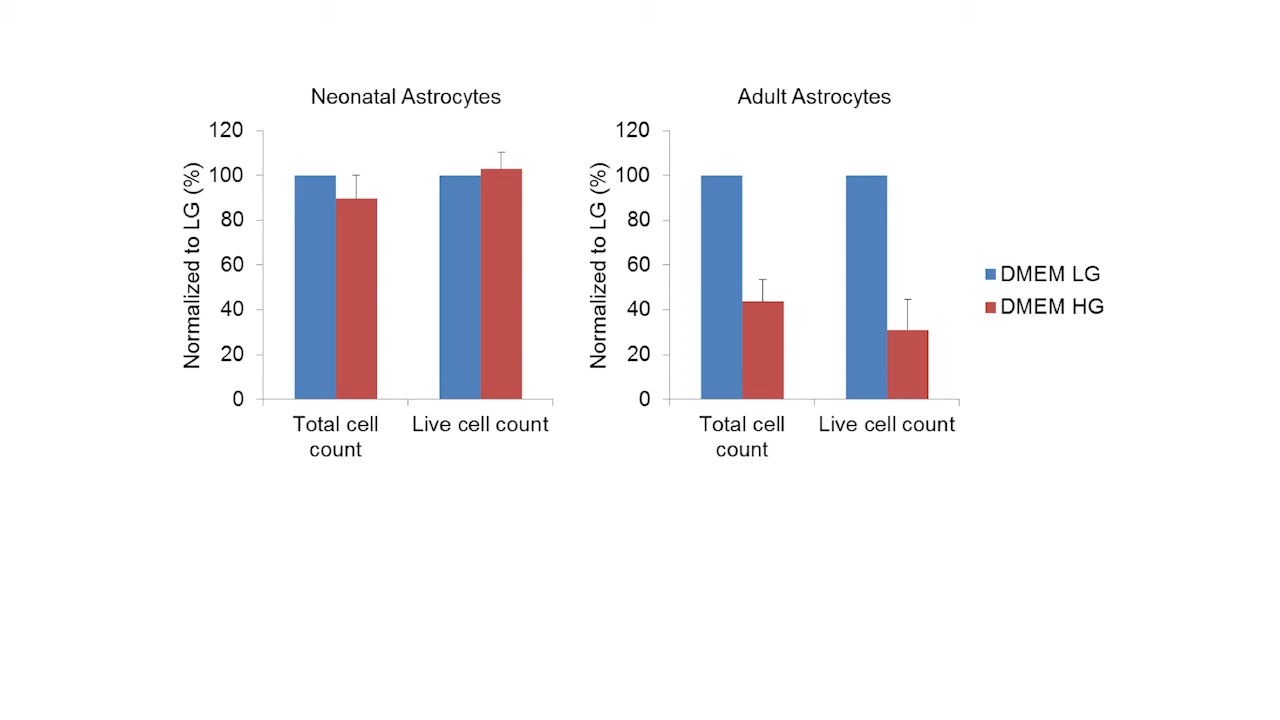 Neonatal Astrocytes
Normalized to LG (%)
120
100
80
60
40
20
0
Total cell
count
Live cell count
Adult Astrocytes
Normalized to LG (%)
120
100
80
60
40
20
0
Total cell
count
Live cell count
DMEM LG
DMEM HG